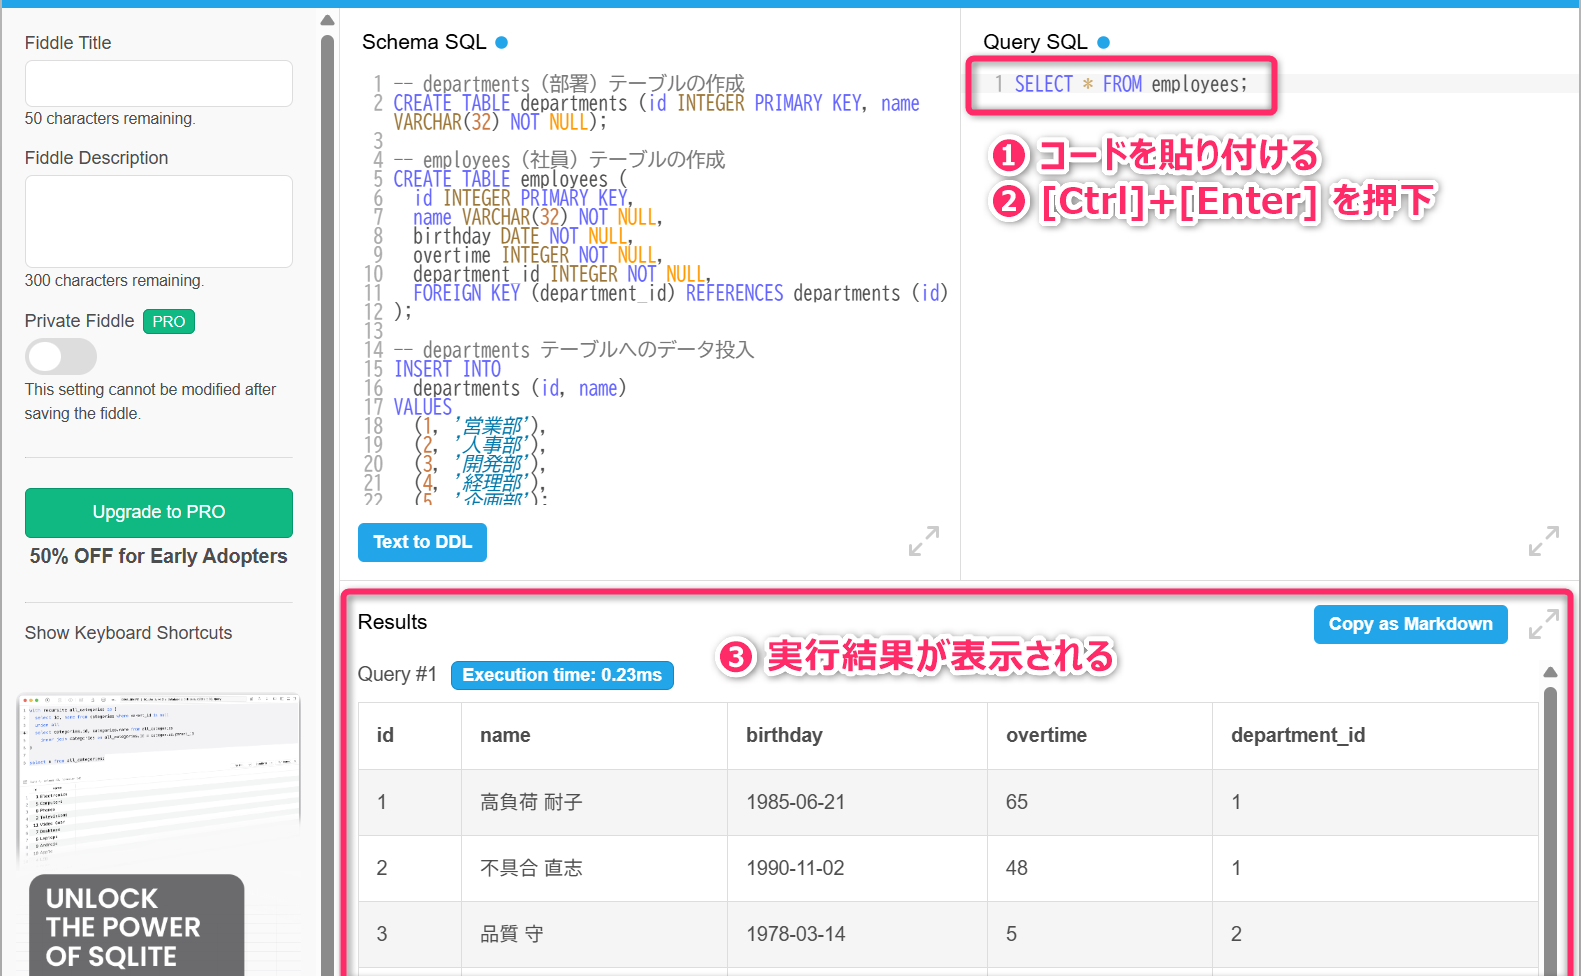 Fiddle Title
50 characters remaining.
Fiddle Description
300 characters remaining.
Private Fiddle PRO
This setting cannot be modified after
saving the fiddle.
Upgrade to PRO
50% OFF for Early Adopters
Show Keyboard Shortcuts
UNLOCK
THE POWER
OF SQLITE
Schema SQL
1 -- departments（部署）テーブルの作成
2 CREATE TABLE departments (id INTEGER PRIMARY KEY, name
VARCHAR(32) NOT NULL);
3
4 -- employees（社員）テーブルの作成
5 CREATE TABLE employees (
6 id INTEGER PRIMARY KEY,
7 name VARCHAR(32) NOT NULL,
8 birthday DATE NOT NULL,
9 overtime INTEGER NOT NULL,
10 department_id INTEGER NOT NULL,
11 FOREIGN KEY (department_id) REFERENCES departments (id)
12 );
13
14 -- departments テーブルへのデータ投入
15 INSERT INTO
16 departments (id, name)
17 VALUES
18 (1, '営業部'),
19 (2, '人事部'),
20 (3, '開発部'),
21 (4, '経理部'),
22 (5, '企画部');
Text to DDL
Query SQL
1 SELECT * FROM employees;
❶ コードを貼り付ける
❷ [Ctrl]+[Enter] を押下
Results
Copy as Markdown
❸ 実行結果が表示される
Query #1 Execution time: 0.23ms
id name birthday overtime department_id
1 高負荷 耐子 1985-06-21 65 1
2 不具合 直志 1990-11-02 48 1
3 品質 守 1978-03-14 5 2